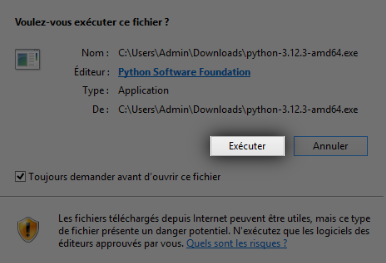 Voulez-vous exécuter ce fichier ?
Nom : C:\Users\Admin\Downloads\python-3.12.3-amd64.exe
Éditeur : Python Software Foundation
Type : Application
De : C:\Users\Admin\Downloads\python-3.12.3-amd64.exe
Exécuter Annuler
Toujours demander avant d'ouvrir ce fichier
Les fichiers téléchargés depuis Internet peuvent être utiles, mais ce type
de fichier présente un danger potentiel. N'exécutez que les logiciels des
éditeurs approuvés par vous. Quels sont les risques ?